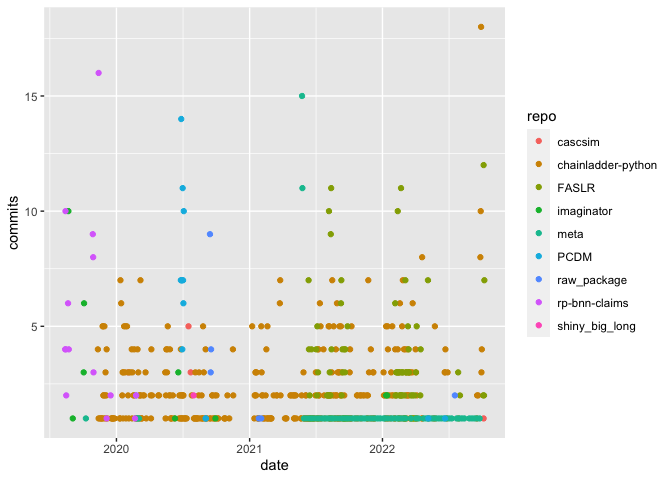 15
10
5
commits
2020
2021
2022
date
repo
cascsim
chainladder-python
FASLR
imaginator
meta
PCDM
raw_package
rp-bnn-claims
shiny_big_long